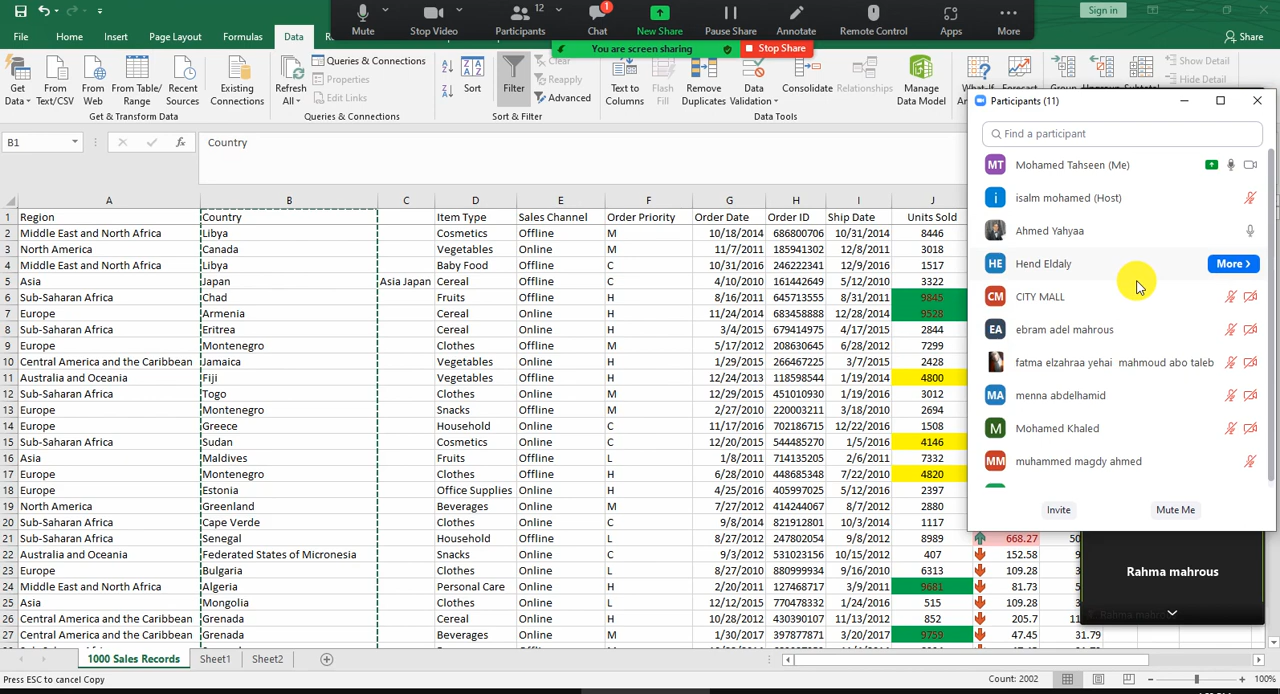 Mute
Stop Video
Participants
12
Chat
1
New Share
Pause Share
Annotate
Remote Control
Apps
More
Sign in
You are screen sharing
Stop Share
File
Home
Insert
Page Layout
Formulas
Data
Share
Get Data
From Text/CSV
From Web
From Table/ Range
Recent Sources
Existing Connections
Get & Transform Data
Refresh All
Queries & Connections
Properties
Edit Links
Queries & Connections
Sort
Filter
Clear
Reapply
Advanced
Sort & Filter
Text to Columns
Flash Fill
Remove Duplicates
Data Validation
Consolidate
Relationships
Manage Data Model
Data Tools
Show Detail
Hide Detail
B1
fx
Country
A B C D E F G H I J
1 Region Country Item Type Sales Channel Order Priority Order Date Order ID Ship Date Units Sold
2 Middle East and North Africa Libya Cosmetics Offline M 10/18/2014 686800706 10/31/2014 8446
3 North America Canada Vegetables Online M 11/7/2011 185941302 12/8/2011 3018
4 Middle East and North Africa Libya Baby Food Offline C 10/31/2016 246222341 12/9/2016 1517
5 Asia Japan Asia Japan Cereal Offline C 4/10/2010 161442649 5/12/2010 3322
6 Sub-Saharan Africa Chad Fruits Offline H 8/16/2011 645713555 8/31/2011 9845
7 Europe Armenia Cereal Online H 11/24/2014 683458888 12/28/2014 9528
8 Sub-Saharan Africa Eritrea Cereal Online H 3/4/2015 679414975 4/17/2015 2844
9 Europe Montenegro Clothes Offline M 5/17/2012 208630645 6/28/2012 7299
10 Central America and the Caribbean Jamaica Vegetables Online H 1/29/2015 266467225 3/7/2015 2428
11 Australia and Oceania Fiji Vegetables Offline H 12/24/2013 118598544 1/19/2014 4800
12 Sub-Saharan Africa Togo Clothes Online M 12/29/2015 451010930 1/19/2016 3012
13 Europe Montenegro Snacks Offline M 2/27/2010 220003211 3/18/2010 2694
14 Europe Greece Household Online C 11/17/2016 702186715 12/22/2016 1508
15 Sub-Saharan Africa Sudan Cosmetics Online C 12/20/2015 544485270 1/5/2016 4146
16 Asia Maldives Fruits Offline L 1/8/2011 714135205 2/6/2011 7332
17 Europe Montenegro Clothes Offline H 6/28/2010 448685348 7/22/2010 4820
18 Europe Estonia Office Supplies Online H 4/25/2016 405997025 5/12/2016 2397
19 North America Greenland Beverages Online M 7/27/2012 414244067 8/7/2012 2880
20 Sub-Saharan Africa Cape Verde Clothes Online C 9/8/2014 821912801 10/3/2014 1117
21 Sub-Saharan Africa Senegal Household Offline L 8/27/2012 247802054 9/8/2012 8989 668.27
22 Australia and Oceania Federated States of Micronesia Snacks Online C 9/3/2012 531023156 10/15/2012 407 152.58
23 Europe Bulgaria Clothes Online L 8/27/2010 880999934 9/16/2010 6313 109.28
24 Middle East and North Africa Algeria Personal Care Online H 2/20/2011 127468717 3/9/2011 9681 81.73
25 Asia Mongolia Clothes Online L 12/12/2015 770478332 1/24/2016 515 109.28
26 Central America and the Caribbean Grenada Cereal Online H 10/28/2012 430390107 11/13/2012 852 205.7
27 Central America and the Caribbean Grenada Beverages Online M 1/30/2017 397877871 3/20/2017 9759 47.45 31.79
Participants (11)
Find a participant
MT Mohamed Tahseen (Me)
i isalm mohamed (Host)
Ahmed Yahyaa
HE Hend Eldaly More >
CM CITY MALL
EA ebram adel mahrous
fatma elzahraa yehai mahmoud abo taleb
MA menna abdelhamid
M Mohamed Khaled
MM muhammed magdy ahmed
Invite
Mute Me
Rahma mahrous
1000 Sales Records
Sheet1
Sheet2
Press ESC to cancel Copy
Count: 2002
100%